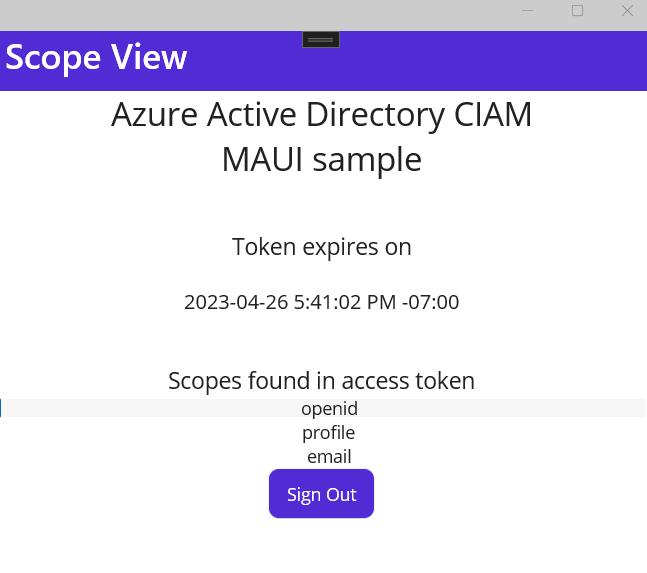 Scope View
Azure Active Directory CIAM
MAUI sample
Token expires on
2023-04-26 5:41:02 PM -07:00
Scopes found in access token
openid
profile
email
Sign Out